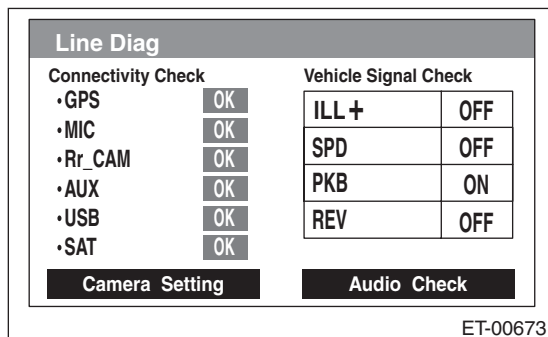 Line Diag
Connectivity Check
•GPS OK
•MIC OK
•Rr_CAM OK
•AUX OK
•USB OK
•SAT OK
Vehicle Signal Check
ILL+ OFF
SPD OFF
PKB ON
REV OFF
Camera Setting
Audio Check
ET-00673